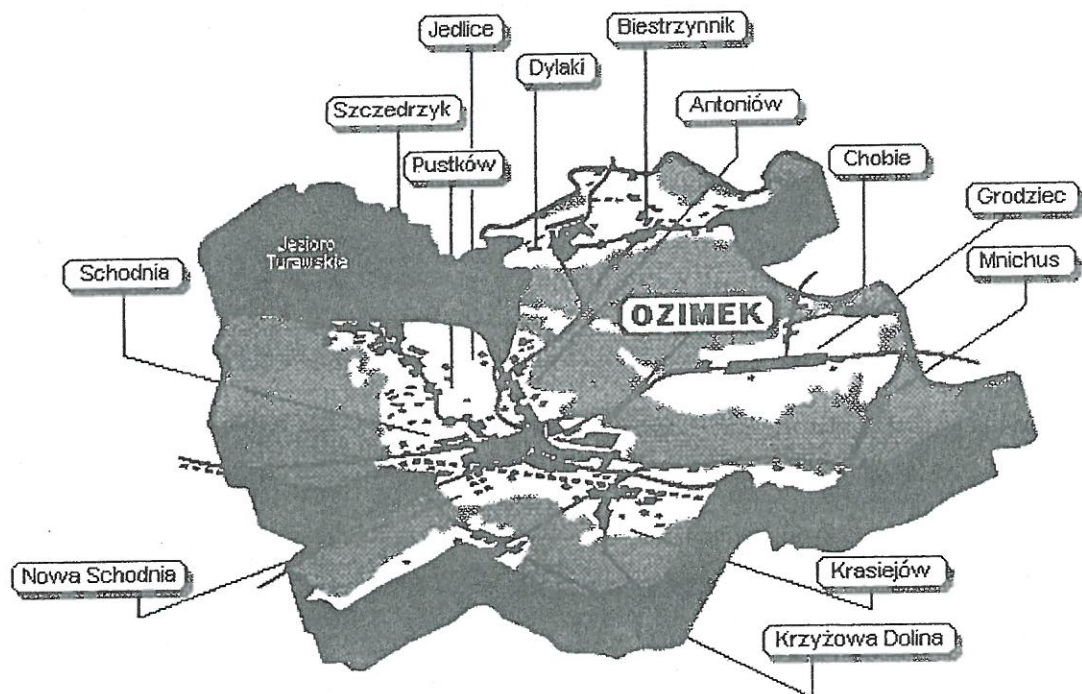 Jedlice
Biestrzynnik
Dylaki
Szczedrzyk
Antoniów
Pustków
Chobie
Grodziec
Jezioro
Turawskie
Schodnia
Mnichus
OZIMEK
Nowa Schodnia
Krasiejów
Krzyżowa Dolina